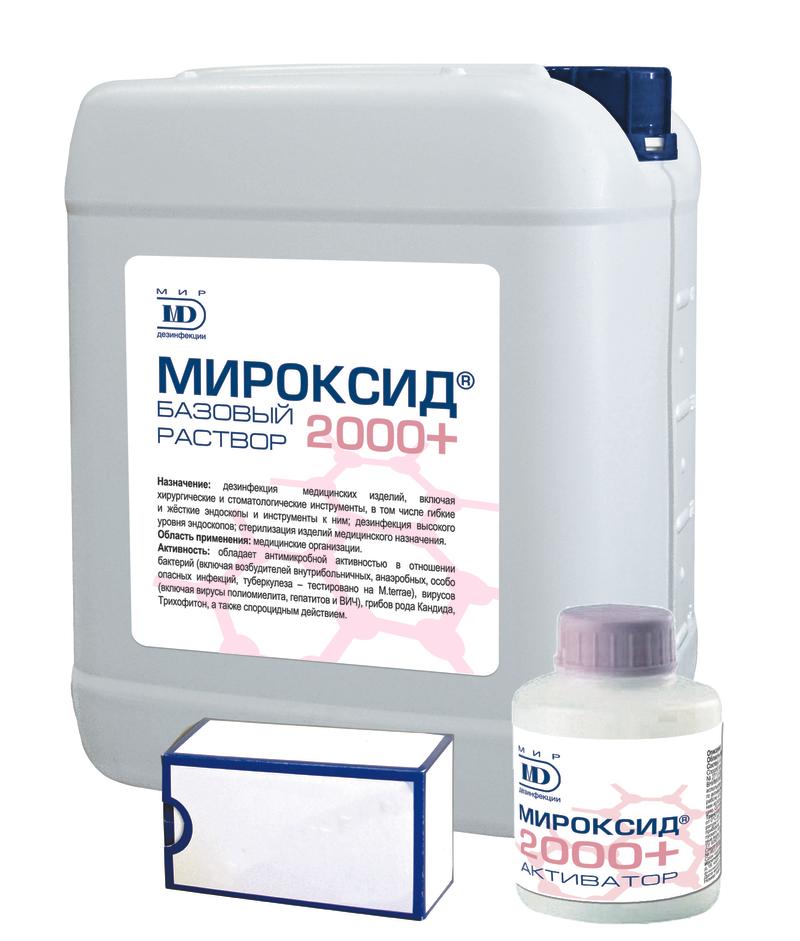 МИР
MD
дезинфекции
МИРОКСИД®
БАЗОВЫЙ
РАСТВОР 2000+
Назначение: дезинфекция медицинских изделий, включая
хирургические и стоматологические инструменты, в том числе гибкие
и жёсткие эндоскопы и инструменты к ним; дезинфекция высокого
уровня эндоскопов; стерилизация изделий медицинского назначения.
Область применения: медицинские организации.
Активность: обладает антимикробной активностью в отношении
бактерий (включая возбудителей внутрибольничных, анаэробных, особо
опасных инфекций, туберкулеза – тестировано на M.terrae), вирусов
(включая вирусы полиомиелита, гепатитов и ВИЧ), грибов рода Кандида,
Трихофитон, а также спороцидным действием.
МИР
MD
дезинфекции
МИРОКСИД®
2000+
АКТИВАТОР